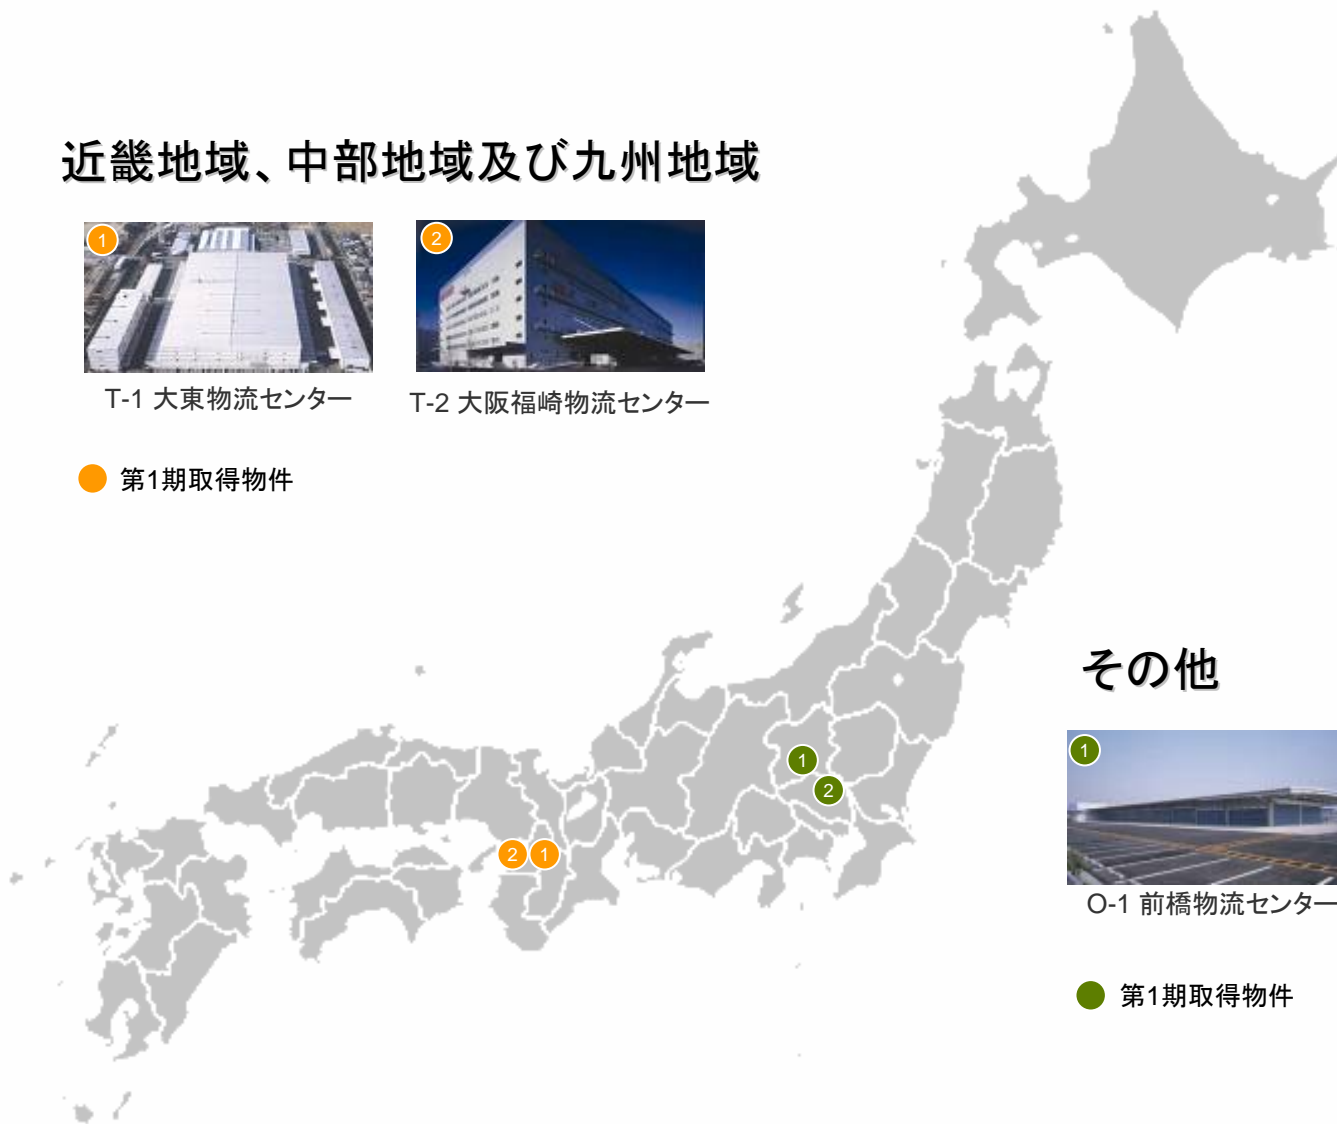 近畿地域、中部地域及び九州地域
1
2
T-1 大東物流センター
T-2 大阪福崎物流センター
第1期取得物件
その他
1
1
2
2
1
O-1 前橋物流センター
第1期取得物件